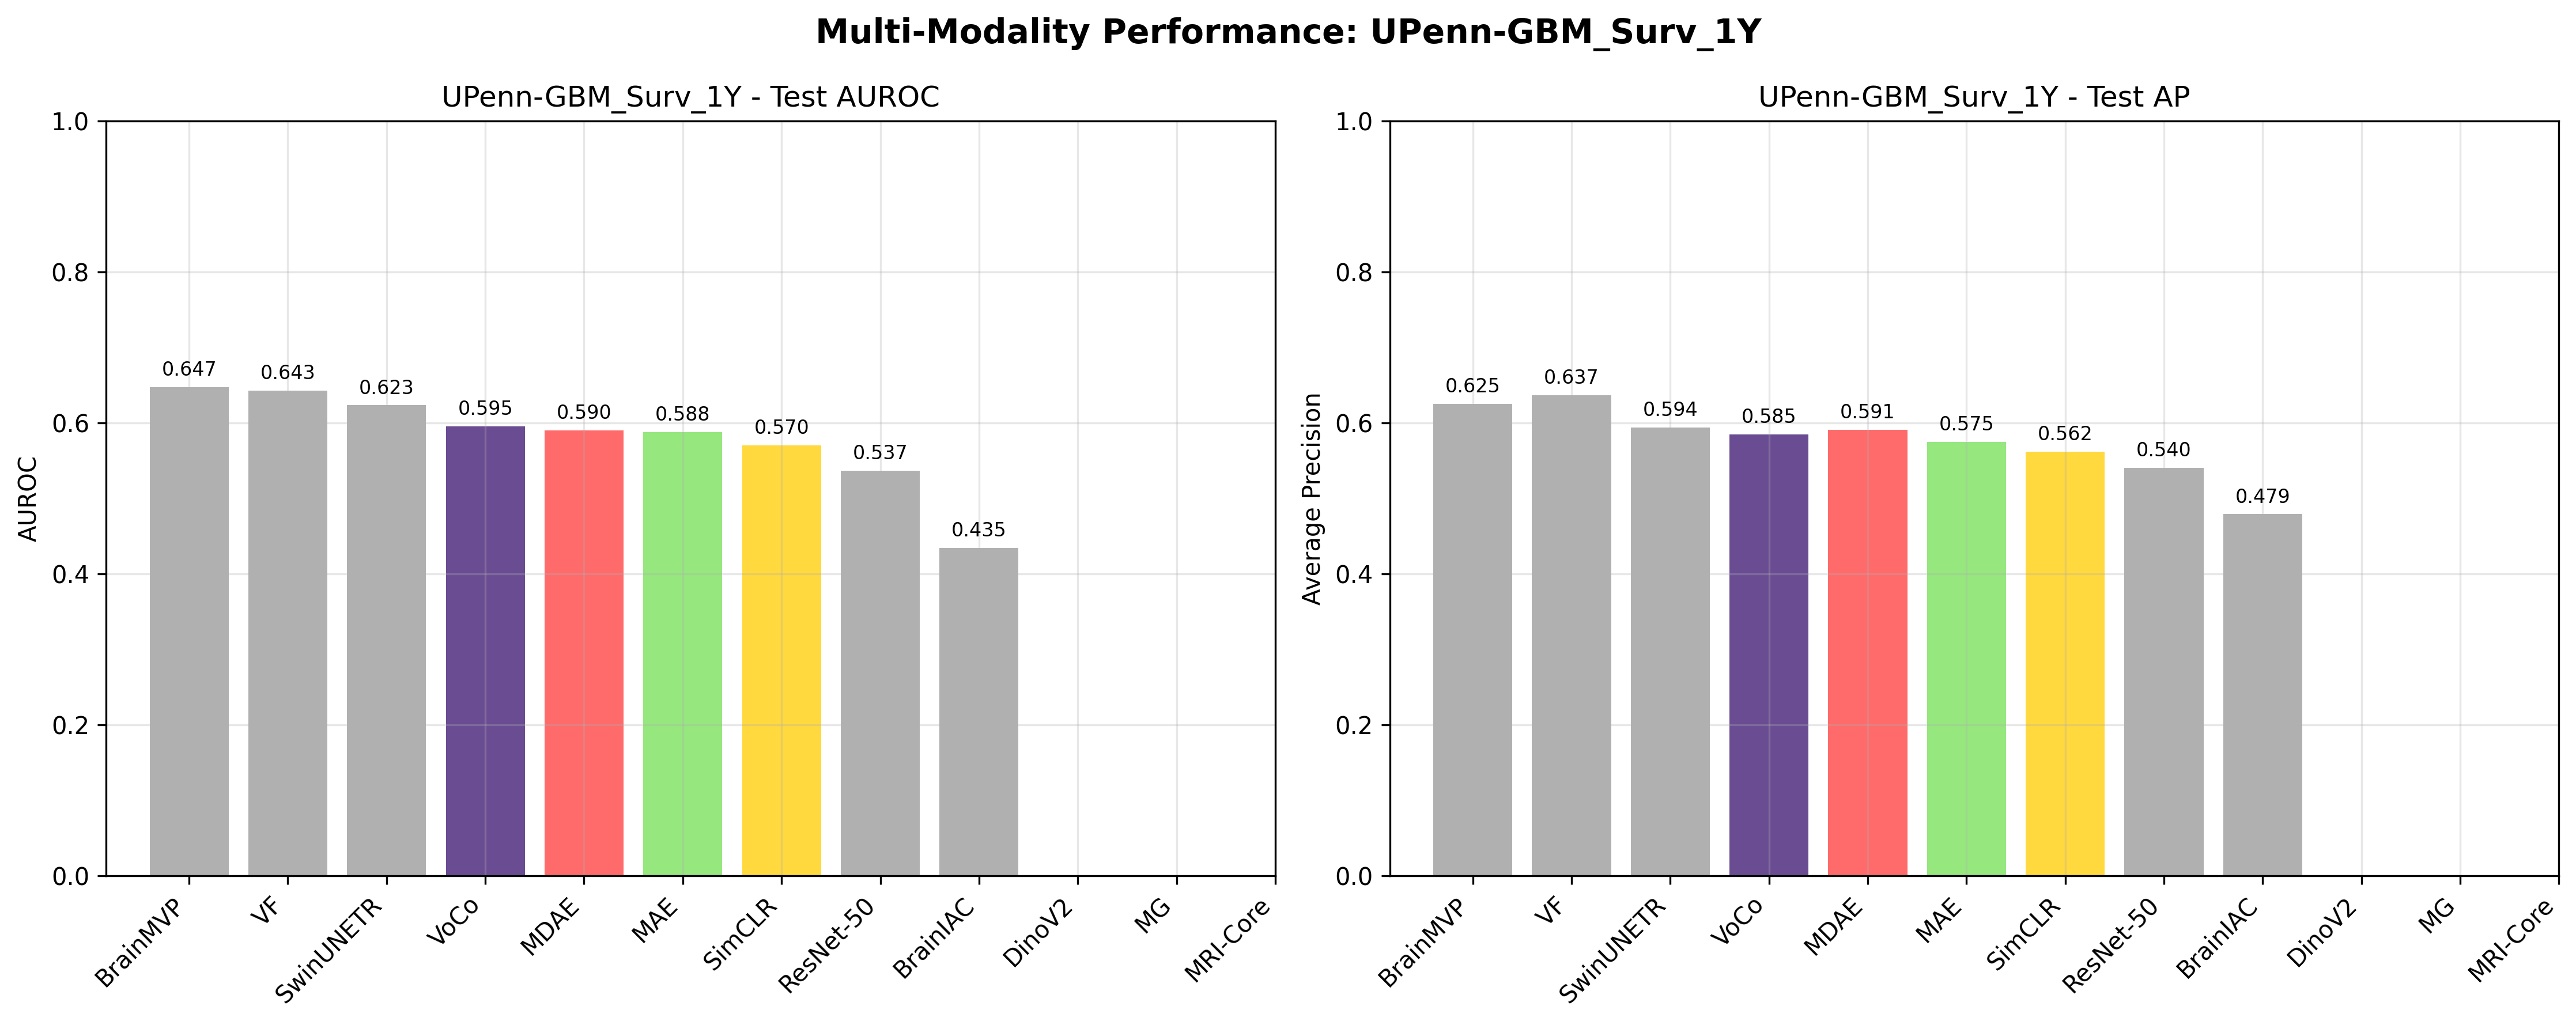 Multi-Modality Performance: UPenn-GBM_Surv_1Y
UPenn-GBM_Surv_1Y - Test AUROC
AUROC
1.0
0.8
0.6
0.4
0.2
0.0
0.647
0.643
0.623
0.595
0.590
0.588
0.570
0.537
0.435
BrainMVP
VF
SwinUNETR
VoCo
MDAE
MAE
SimCLR
ResNet-50
BrainIAC
DinoV2
MG
MRI-Core
UPenn-GBM_Surv_1Y - Test AP
Average Precision
1.0
0.8
0.6
0.4
0.2
0.0
0.625
0.637
0.594
0.585
0.591
0.575
0.562
0.540
0.479
BrainMVP
VF
SwinUNETR
VoCo
MDAE
MAE
SimCLR
ResNet-50
BrainIAC
DinoV2
MG
MRI-Core